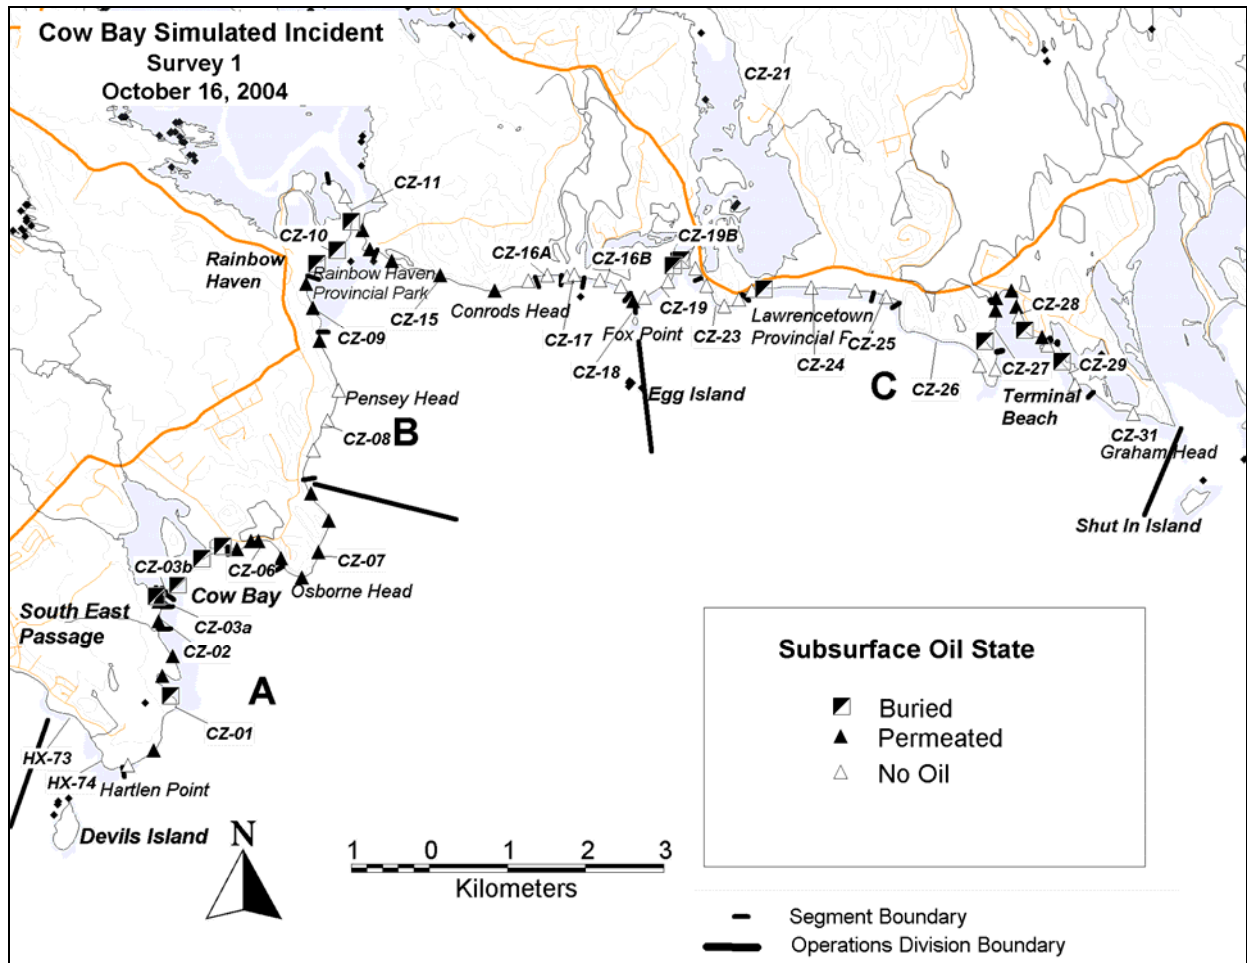 Cow Bay Simulated Incident
Survey 1
October 16, 2004
CZ-21
CZ-11
CZ-10
Rainbow
Haven
Rainbow Haven
Provincial Park
CZ-15
CZ-09
CZ-16A
CZ-16B
CZ-19B
Conrods Head
CZ-17
CZ-19
Fox Point
CZ-18
CZ-23
Lawrencetown
Provincial P
CZ-25
CZ-24
CZ-28
CZ-27
CZ-29
CZ-26
Terminal
Beach
CZ-31
Graham Head
Shut In Island
Egg Island
Pensey Head
CZ-08
B
C
CZ-07
CZ-06
Osborne Head
CZ-03b
Cow Bay
South East
Passage
CZ-03a
CZ-02
A
CZ-01
HX-73
HX-74
Hartlen Point
Devils Island
N
1 0 1 2 3
Kilometers
Subsurface Oil State
Buried
Permeated
No Oil
Segment Boundary
Operations Division Boundary